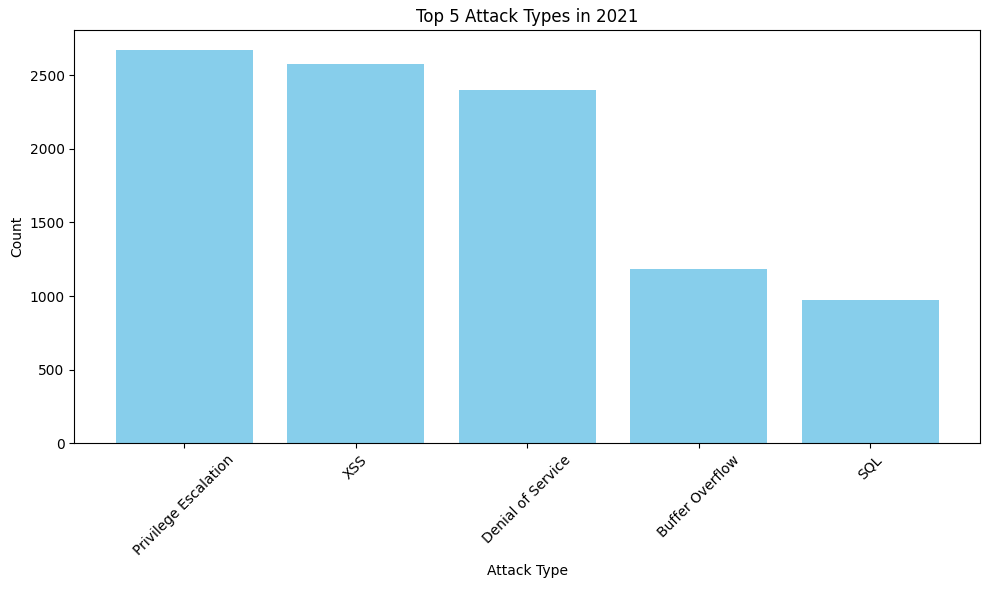 Top 5 Attack Types in 2021
Count
2500
2000
1500
1000
500
0
Privilege Escalation
XSS
Denial of Service
Buffer Overflow
SQL
Attack Type